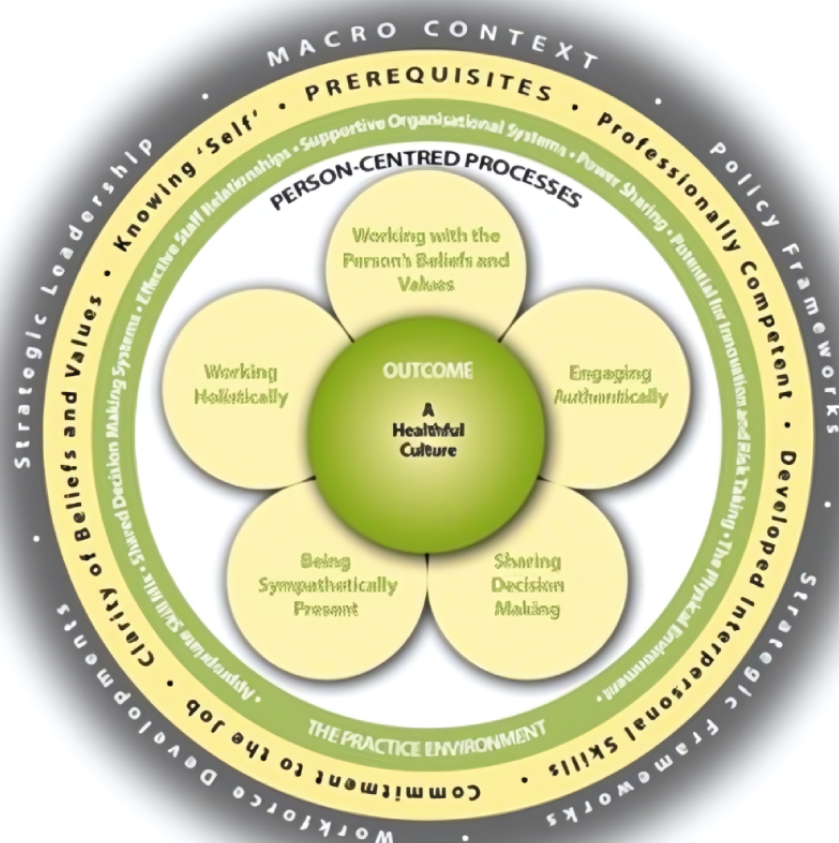 MACRO CONTEXT
• Policy Frameworks • Strategic Frameworks • Workforce Developments • Strategic Leadership •
PREREQUISITES
• Professionally Competent • Developed Interpersonal Skills • Commitment to the Job • Clarity of Beliefs and Values • Knowing ‘Self’ •
THE PRACTICE ENVIRONMENT
• Appropriate Skill Mix • Shared Decision Making Systems • Effective Staff Relationships • Supportive Organisational Systems • Power Sharing • Potential for Innovation and Risk Taking • The Physical Environment •
PERSON-CENTRED PROCESSES
Working with the
Person's Beliefs and
Values
Engaging
Authentically
Sharing
Decision
Making
Being
Sympathetically
Present
Working
Holistically
OUTCOME
A
Healthful
Culture